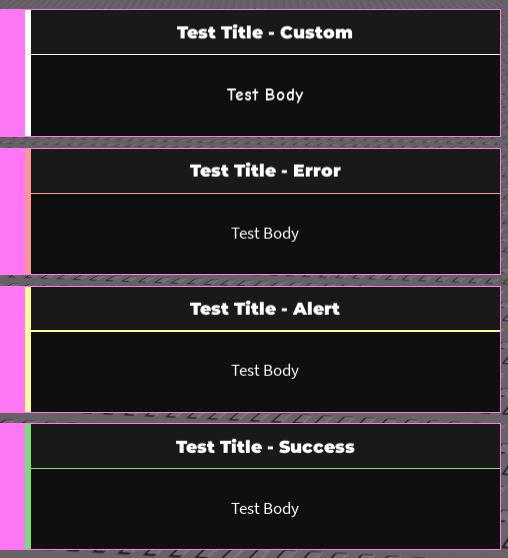 Test Title - Custom
Test Body
Test Title - Error
Test Body
Test Title - Alert
Test Body
Test Title - Success
Test Body